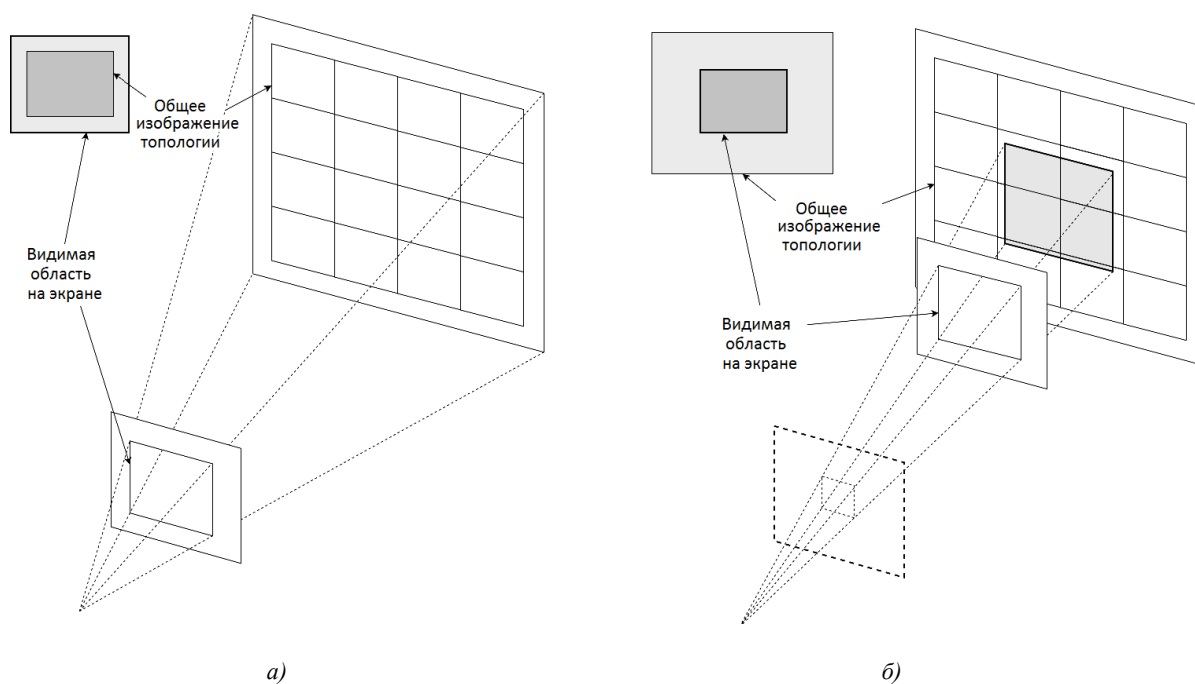 Общее
изображение
топологии
Видимая
область
на экране
а)
Общее
изображение
топологии
Видимая
область
на экране
б)